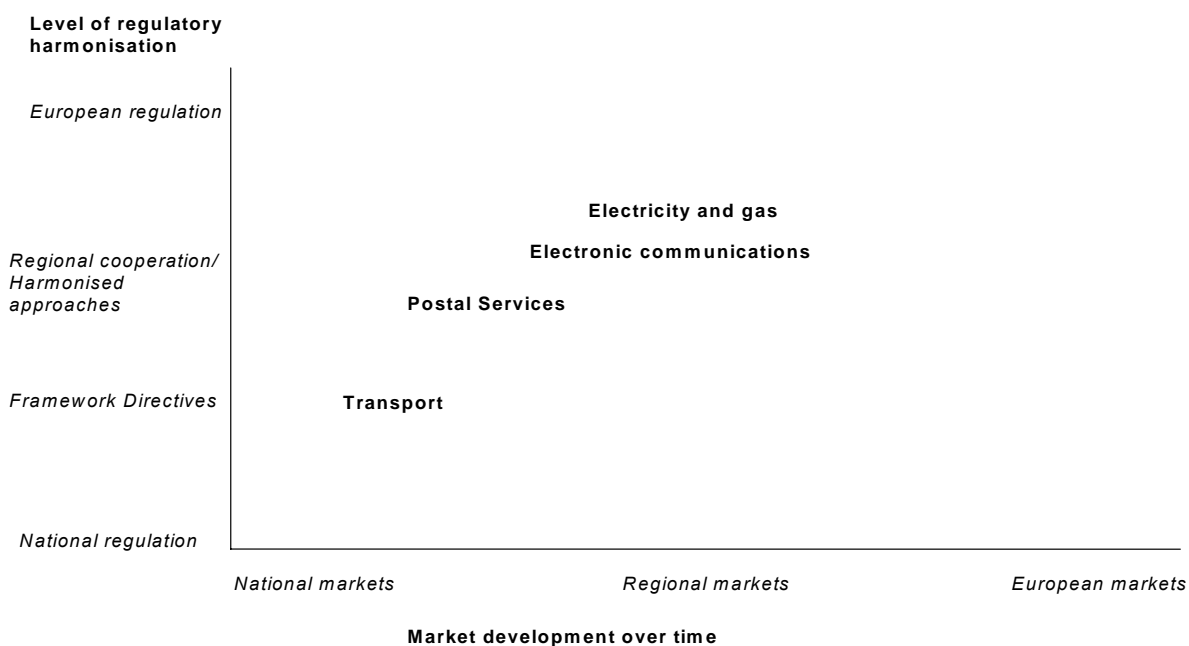 Level of regulatory
harmonisation
European regulation
Electricity and gas
Electronic communications
Regional cooperation/
Harmonised
approaches
Postal Services
Framework Directives
Transport
National regulation
National markets
Regional markets
European markets
Market development over time